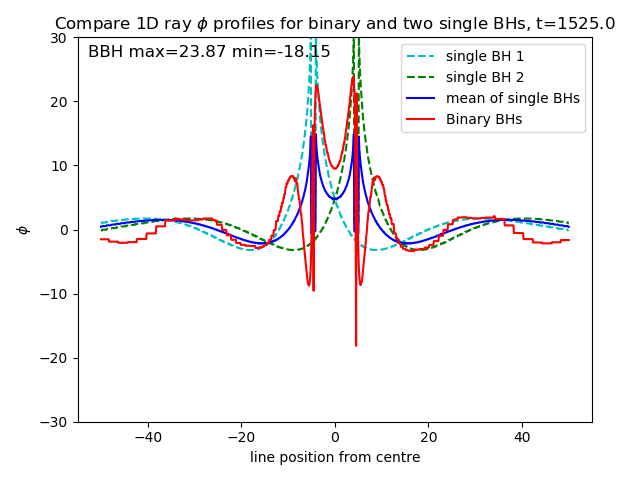 Compare 1D ray ϕ profiles for binary and two single BHs, t=1525.0
BBH max=23.87 min=-18.15
single BH 1
single BH 2
mean of single BHs
Binary BHs
30
20
10
0
−10
−20
−30
ϕ
−40
−20
0
20
40
line position from centre